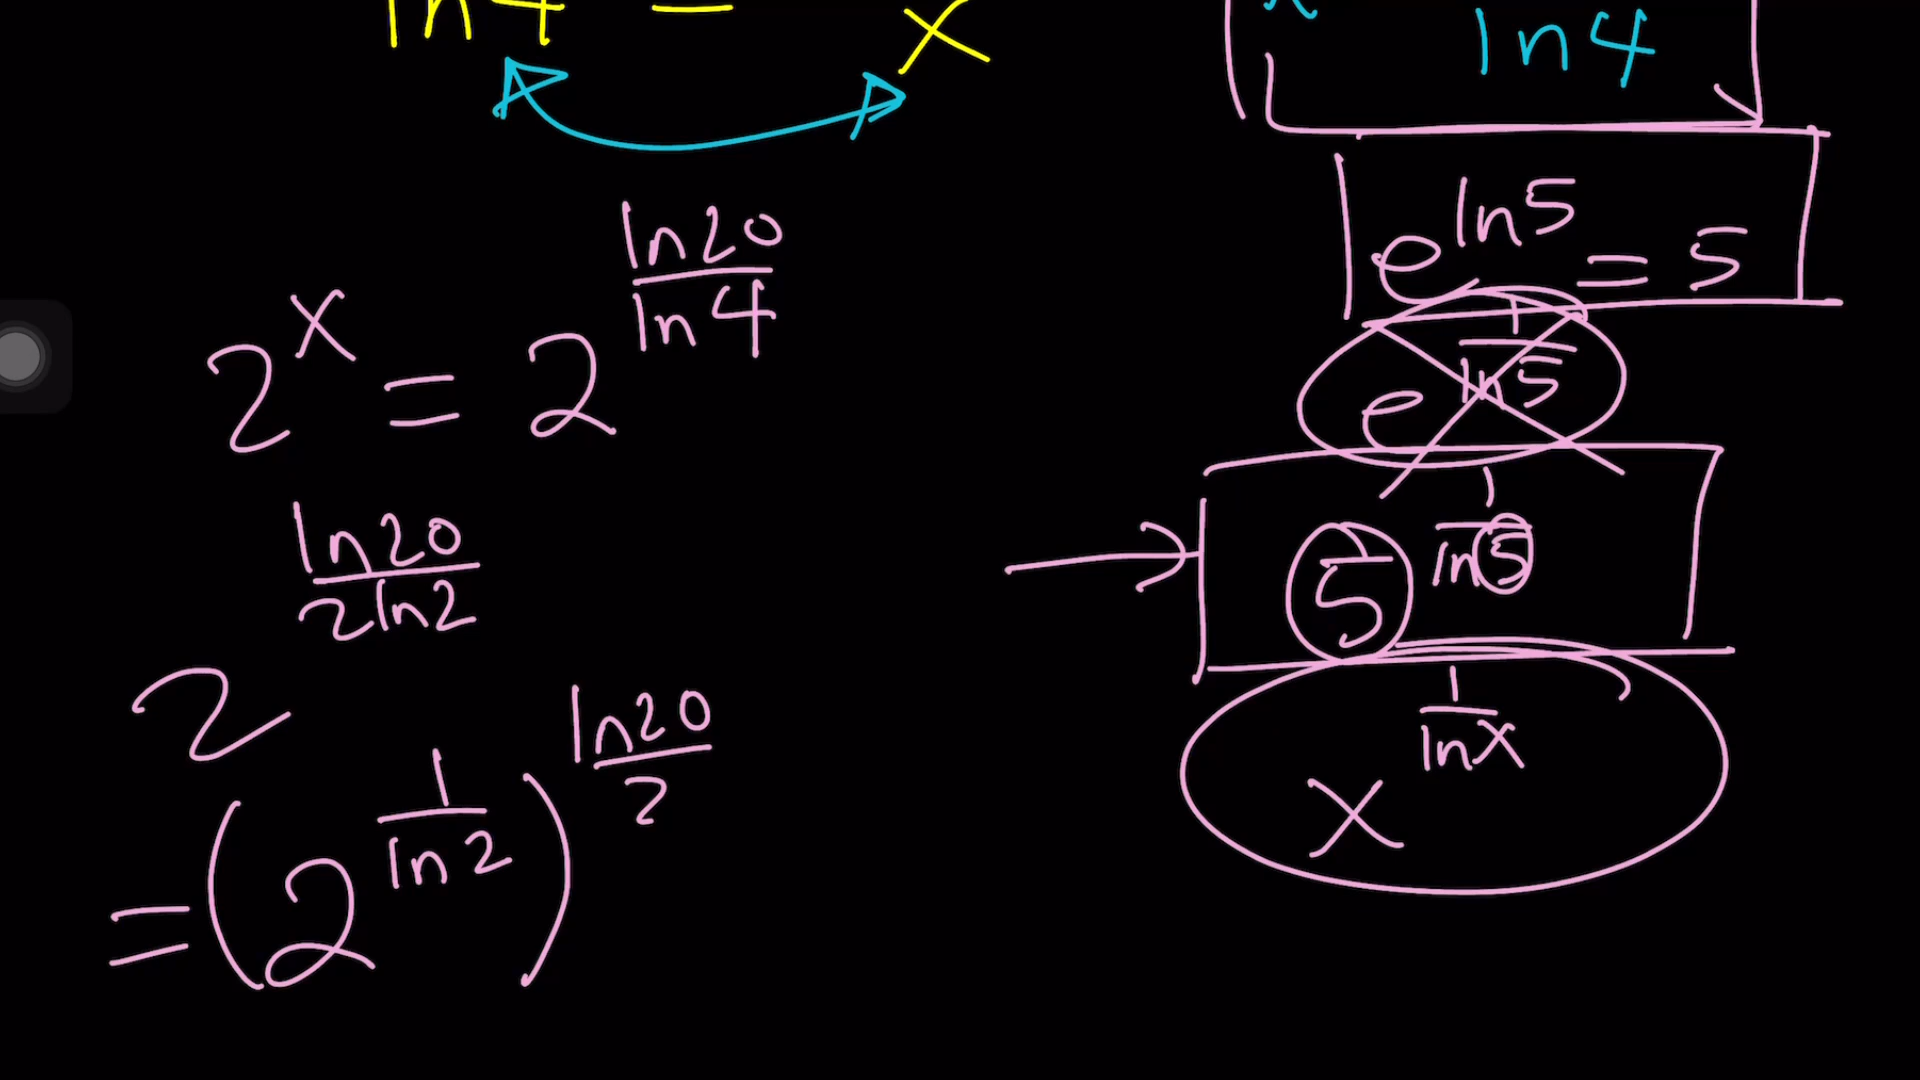 ln4 = x
ln4
e^ln5 = 5
e^1/ln5
2^x = 2^ln20/ln4
5^1/ln5
2^ln20/2ln2
x^1/lnx
=(2^1/ln2)^ln20/2